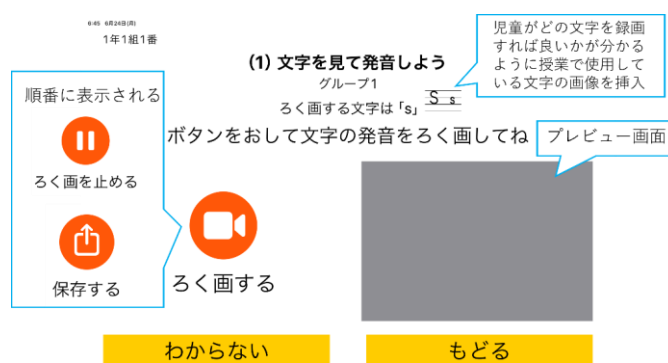 6:45 6月24日(月)
1年1組1番
(1) 文字を見て発音しよう
グループ1
ろく画する文字は「s」
S s
児童がどの文字を録画
すれば良いかが分かる
ように授業で使用して
いる文字の画像を挿入
ボタンをおして文字の発音をろく画してね
プレビュー画面
順番に表示される
ろく画を止める
保存する
ろく画する
わからない
もどる